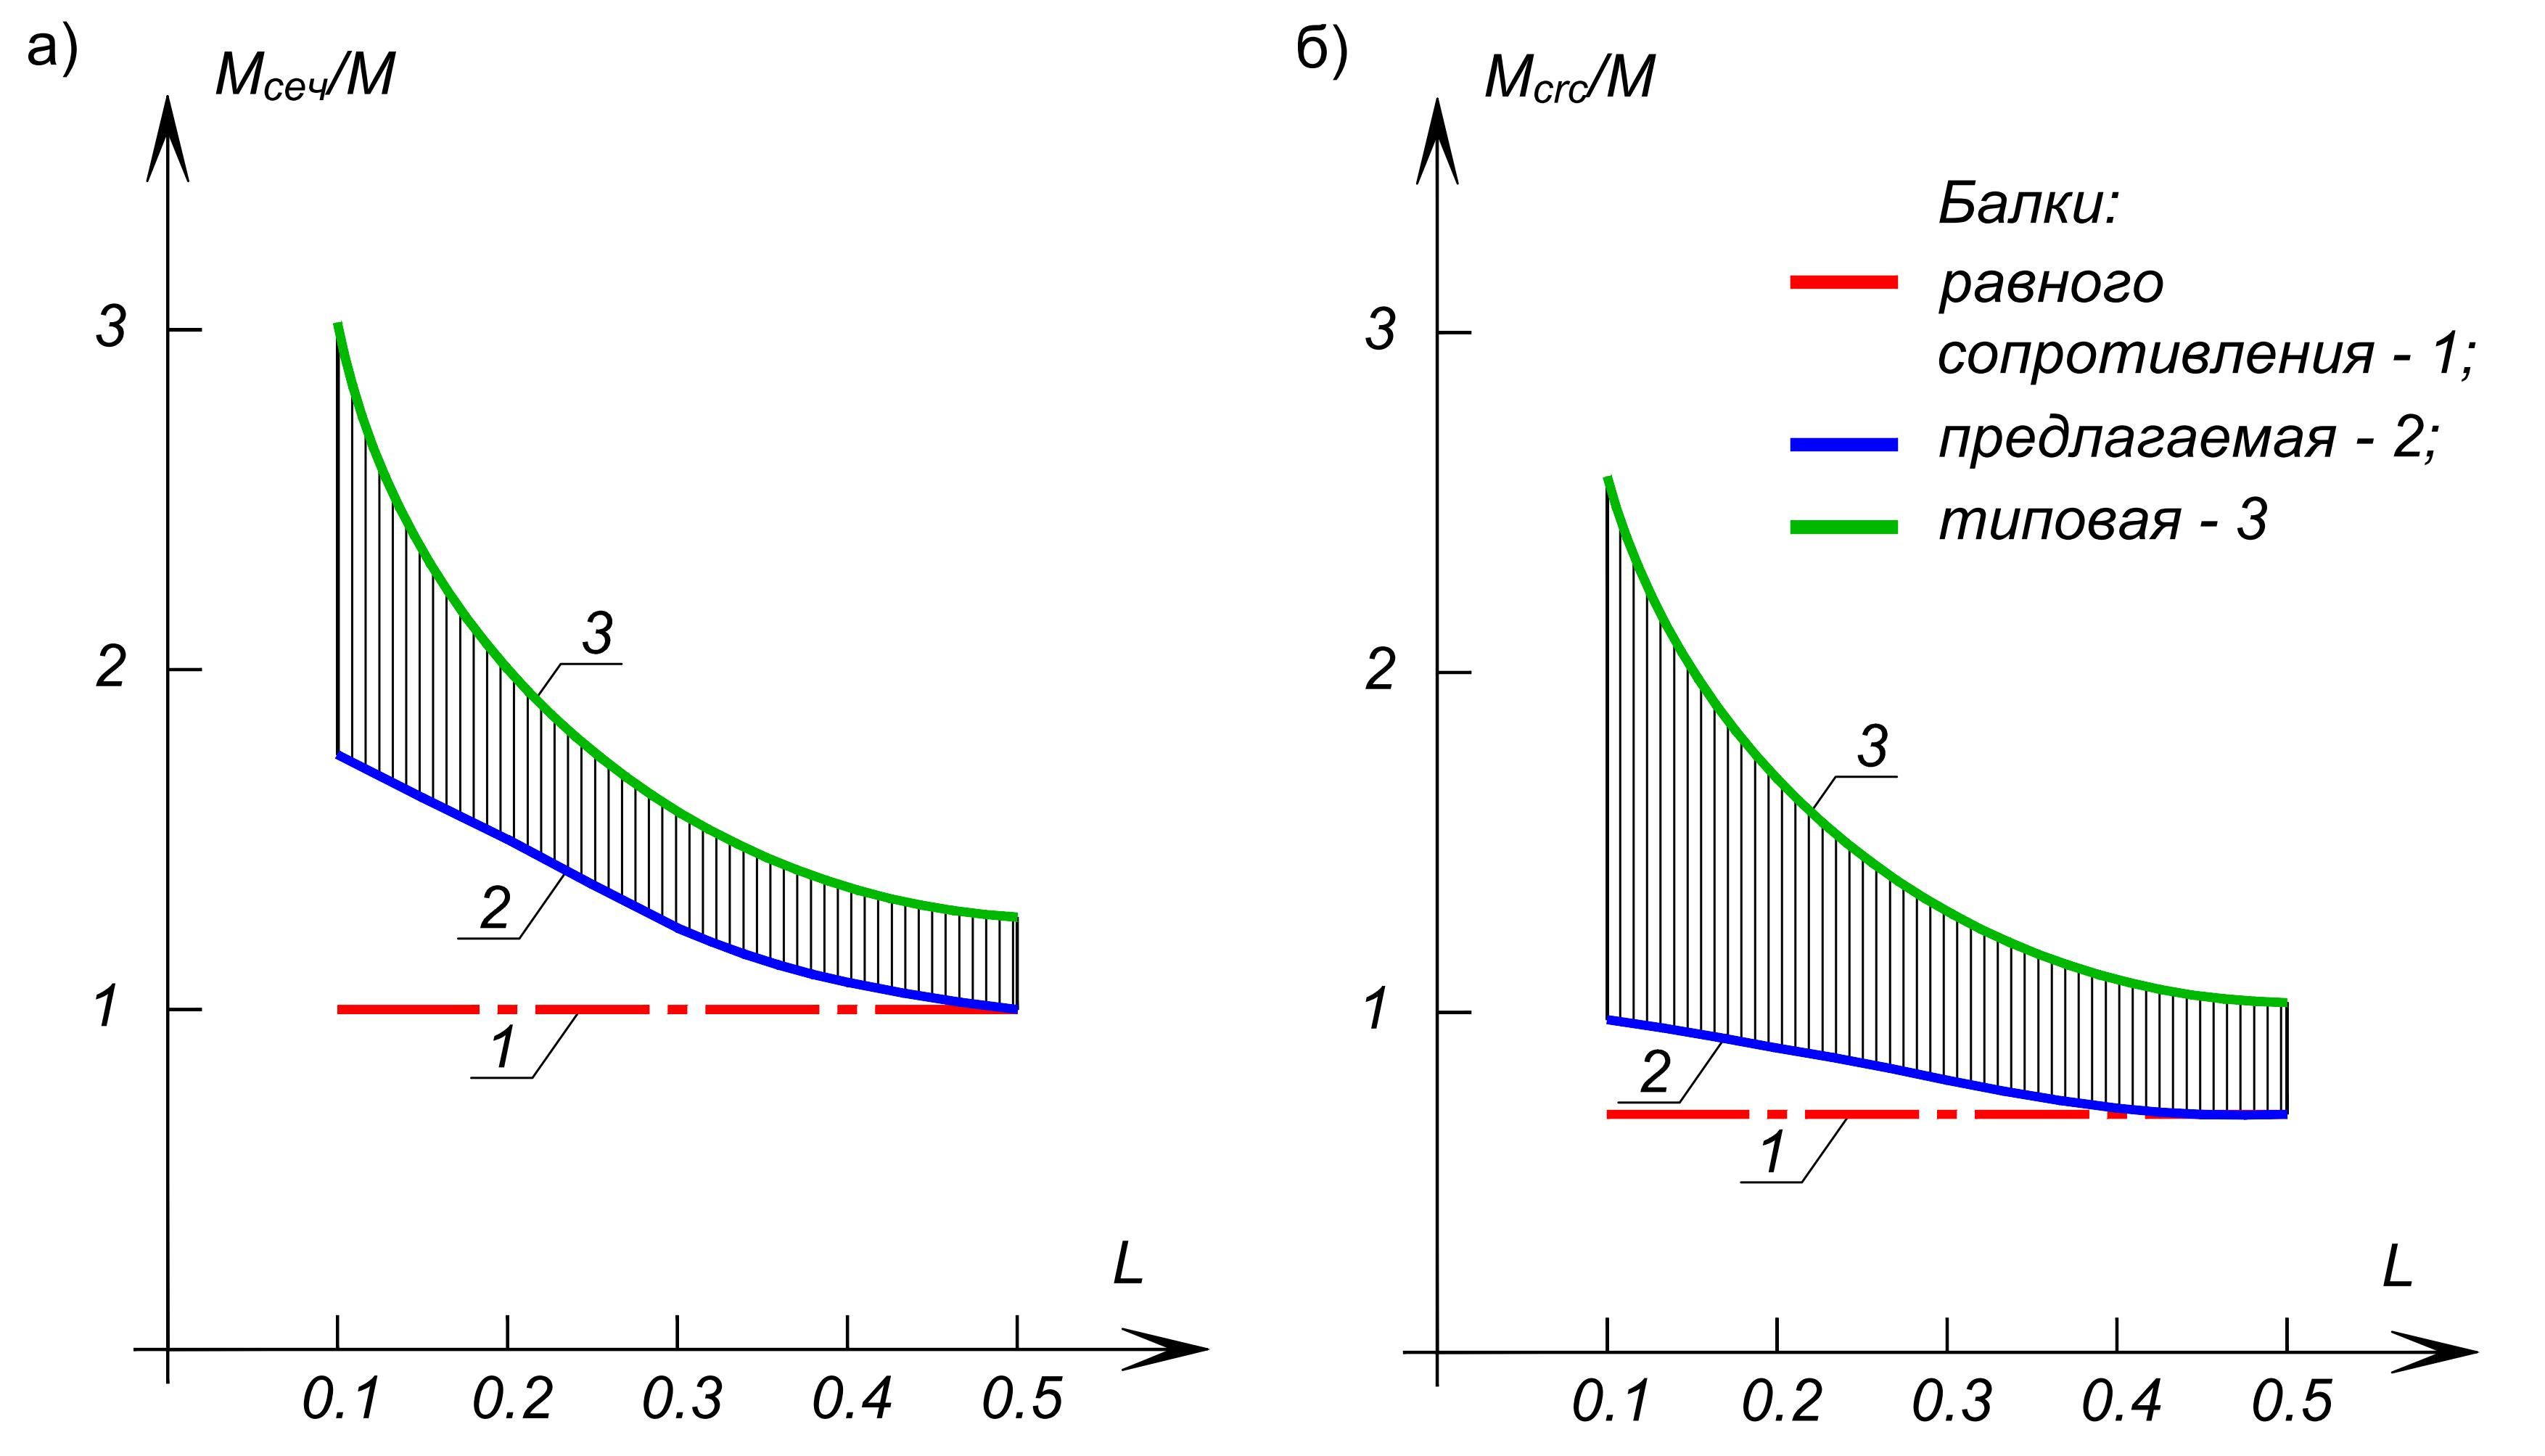 а)
Mсеч/M
3
2
1
3
2
1
L
0.1 0.2 0.3 0.4 0.5
б)
Mcrc/M
Балки:
равного
сопротивления - 1;
предлагаемая - 2;
типовая - 3
3
2
1
3
2
1
L
0.1 0.2 0.3 0.4 0.5